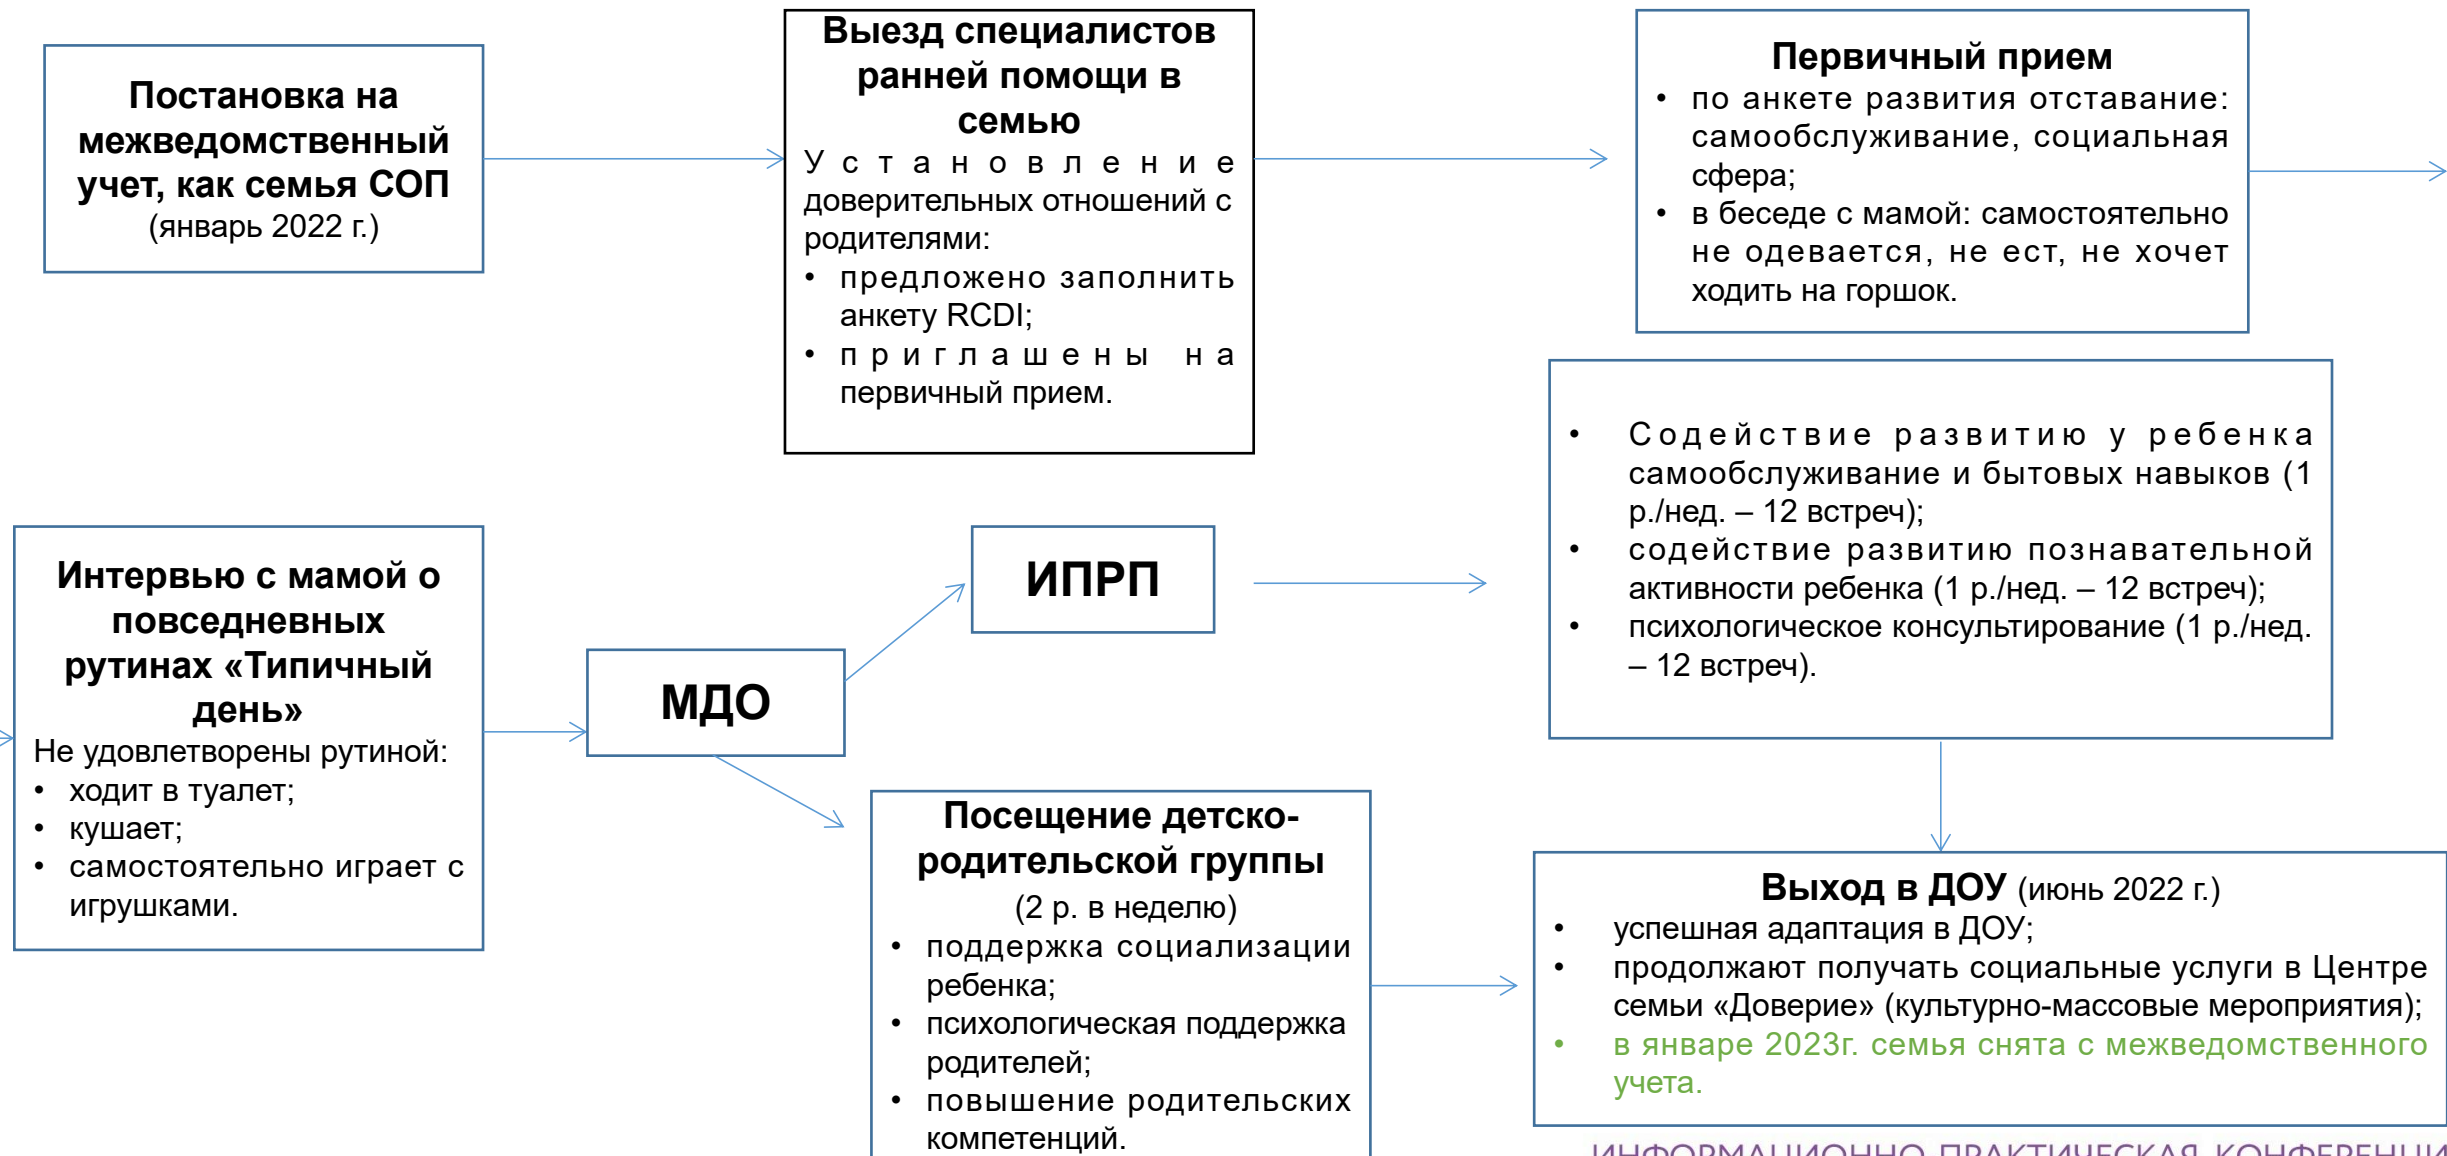 Постановка на
межведомственный
учет, как семья СОП
(январь 2022 г.)
Выезд специалистов
ранней помощи в
семью
Установление
доверительных отношений с
родителями:
• предложено заполнить
анкету RCDI;
• приглашены на
первичный прием.
Первичный прием
• по анкете развития отставание:
самообслуживание, социальная
сфера;
• в беседе с мамой: самостоятельно
не одевается, не ест, не хочет
ходить на горшок.
Интервью с мамой о
повседневных
рутинах «Типичный
день»
Не удовлетворены рутиной:
• ходит в туалет;
• кушает;
• самостоятельно играет с
игрушками.
МДО
ИПРП
• Содействие развитию у ребенка
самообслуживание и бытовых навыков (1
р./нед. – 12 встреч);
• содействие развитию познавательной
активности ребенка (1 р./нед. – 12 встреч);
• психологическое консультирование (1 р./нед.
– 12 встреч).
Посещение детско-
родительской группы
(2 р. в неделю)
• поддержка социализации
ребенка;
• психологическая поддержка
родителей;
• повышение родительских
компетенций.
Выход в ДОУ (июнь 2022 г.)
• успешная адаптация в ДОУ;
• продолжают получать социальные услуги в Центре
семьи «Доверие» (культурно-массовые мероприятия);
• в январе 2023г. семья снята с межведомственного
учета.
ИНФОРМАЦИОННО-ПРАКТИЧЕСКАЯ